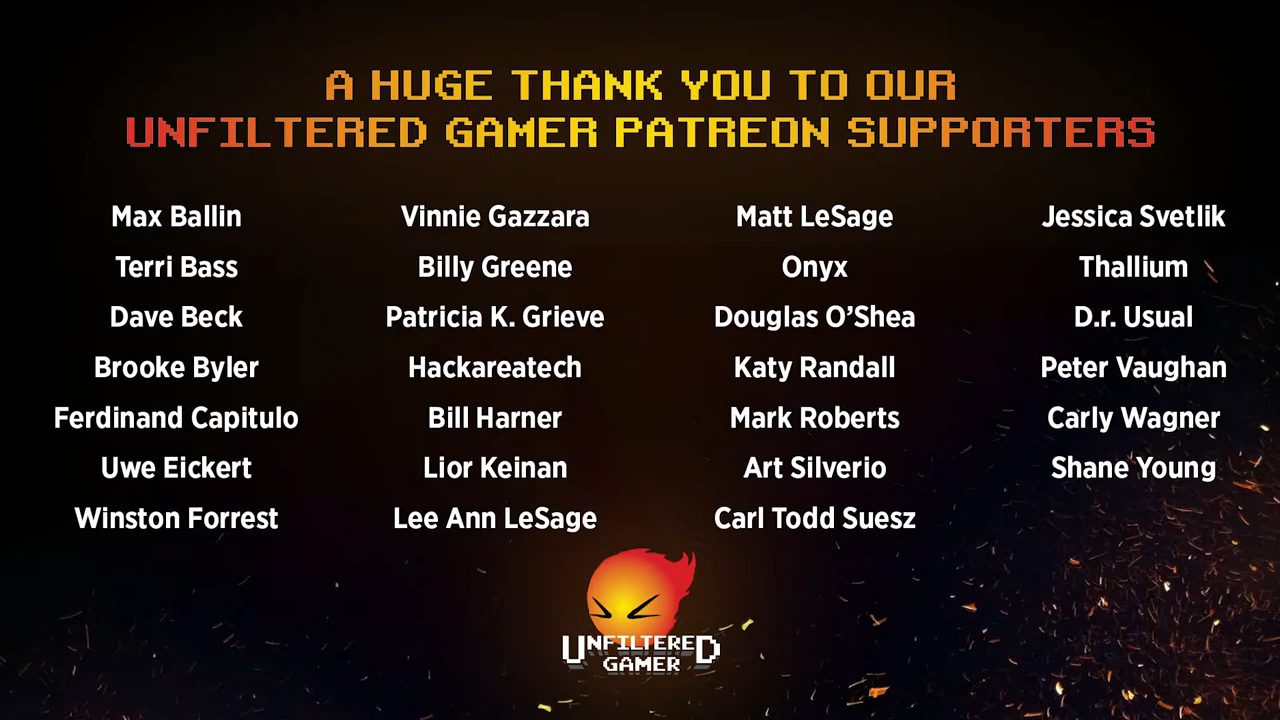 A HUGE THANK YOU TO OUR
UNFILTERED GAMER PATREON SUPPORTERS
Max Ballin
Terri Bass
Dave Beck
Brooke Byler
Ferdinand Capitulo
Uwe Eickert
Winston Forrest
Vinnie Gazzara
Billy Greene
Patricia K. Grieve
Hackareatech
Bill Harner
Lior Keinan
Lee Ann LeSage
Matt LeSage
Onyx
Douglas O’Shea
Katy Randall
Mark Roberts
Art Silverio
Carl Todd Suesz
Jessica Svetlik
Thallium
D.r. Usual
Peter Vaughan
Carly Wagner
Shane Young
UNFILTERED
GAMER